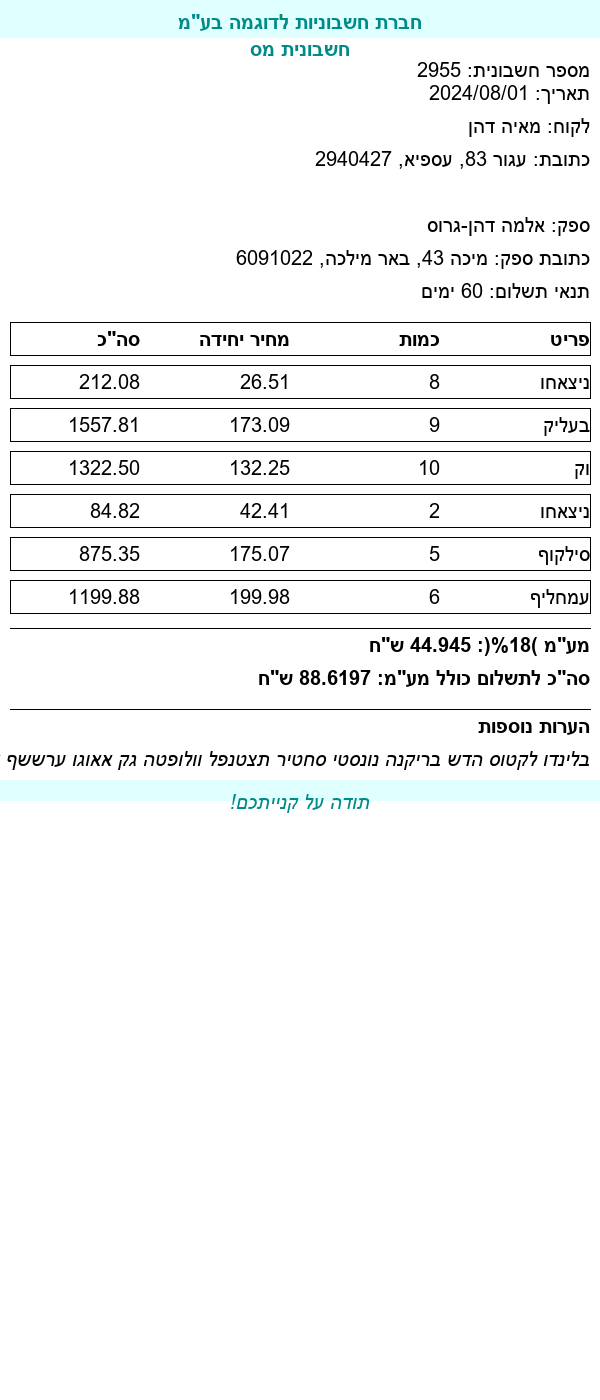 חברת חשבוניות לדוגמה בע"מ
חשבונית מס
מספר חשבונית: 2955
תאריך: 2024/08/01
לקוח: מאיה דהן
כתובת: עגור 83, עספיא, 2940427
ספק: אלמה דהן-גרוס
כתובת ספק: מיכה 43, באר מילכה, 6091022
תנאי תשלום: 60 ימים
פריט כמות מחיר יחידה סה"כ
ניצאחו 8 26.51 212.08
בעליק 9 173.09 1557.81
וק 10 132.25 1322.50
ניצאחו 2 42.41 84.82
סילקוף 5 175.07 875.35
עמחליף 6 199.98 1199.88
מע"מ )18%(: 44.945 ש"ח
סה"כ לתשלום כולל מע"מ: 88.6197 ש"ח
הערות נוספות
בלינדו לקטוס הדש בריקנה נונסטי סחטיר תצטנפל וולופטה גק אאוגו ערששף
תודה על קנייתכם!